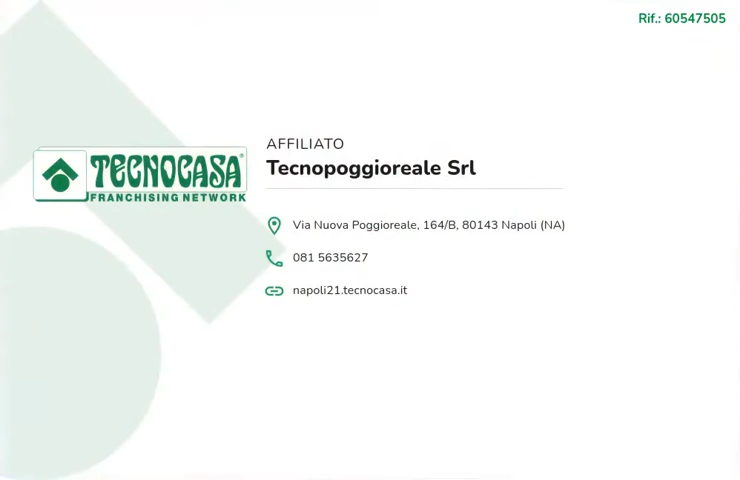 Rif.: 60547505
TECNOCASA®
FRANCHISING NETWORK
AFFILIATO
Tecnopoggioreale Srl
Via Nuova Poggioreale, 164/B, 80143 Napoli (NA)
081 5635627
napoli21.tecnocasa.it